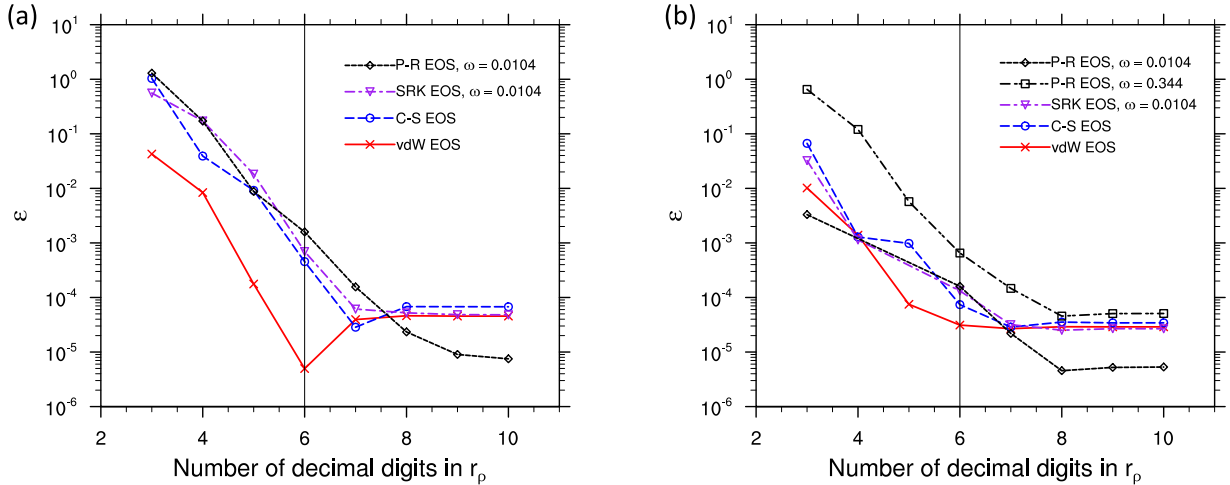 (a)
10^1
10^0
10^-1
10^-2
10^-3
10^-4
10^-5
10^-6
ε
2 4 6 8 10
Number of decimal digits in r_ρ
P-R EOS, ω = 0.0104
SRK EOS, ω = 0.0104
C-S EOS
vdW EOS
(b)
10^1
10^0
10^-1
10^-2
10^-3
10^-4
10^-5
10^-6
ε
2 4 6 8 10
Number of decimal digits in r_ρ
P-R EOS, ω = 0.0104
P-R EOS, ω = 0.344
SRK EOS, ω = 0.0104
C-S EOS
vdW EOS